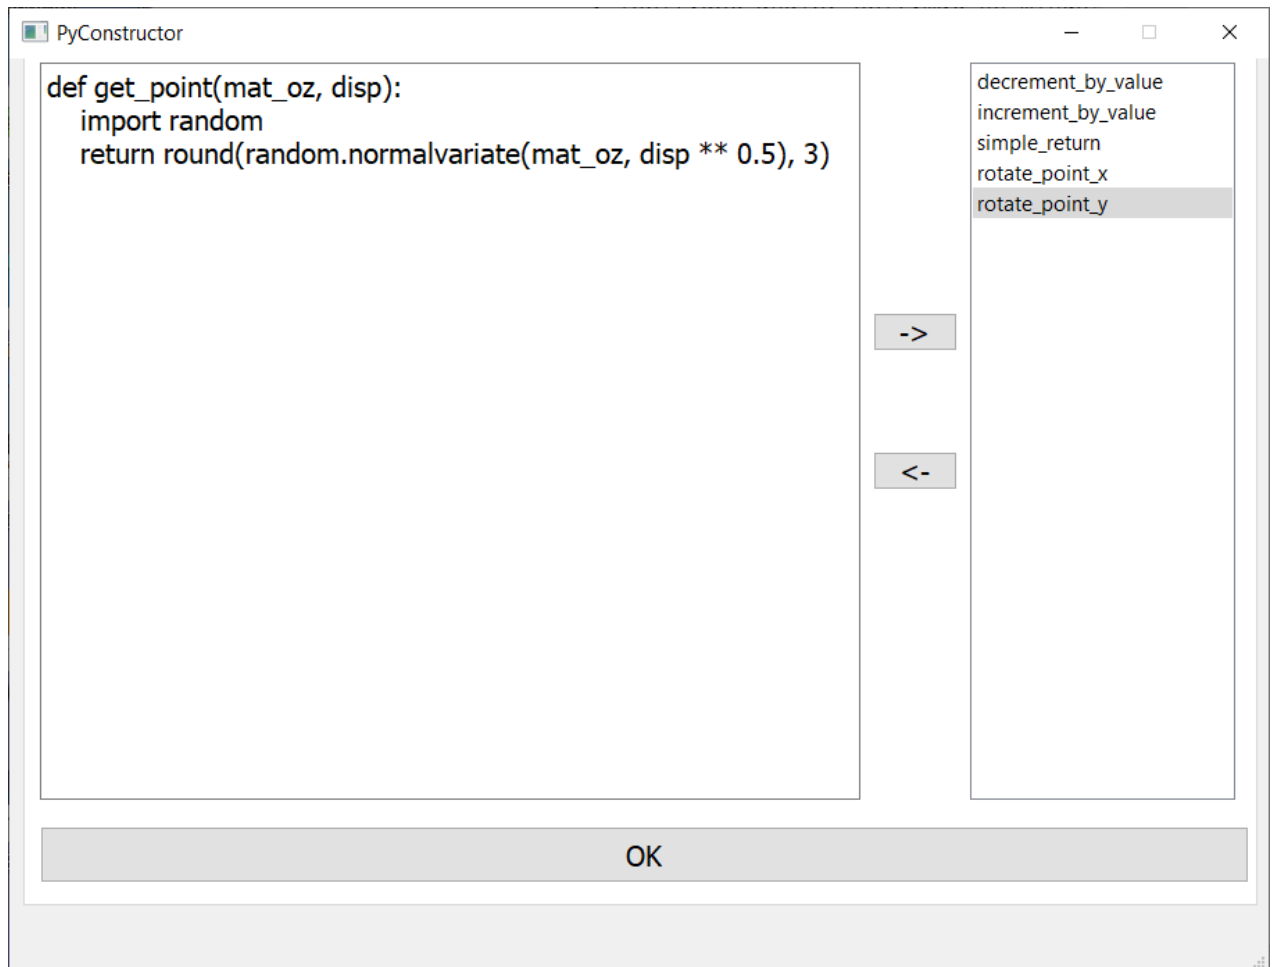 PyConstructor
def get_point(mat_oz, disp):
    import random
    return round(random.normalvariate(mat_oz, disp ** 0.5), 3)
->
<-
decrement_by_value
increment_by_value
simple_return
rotate_point_x
rotate_point_y
OK